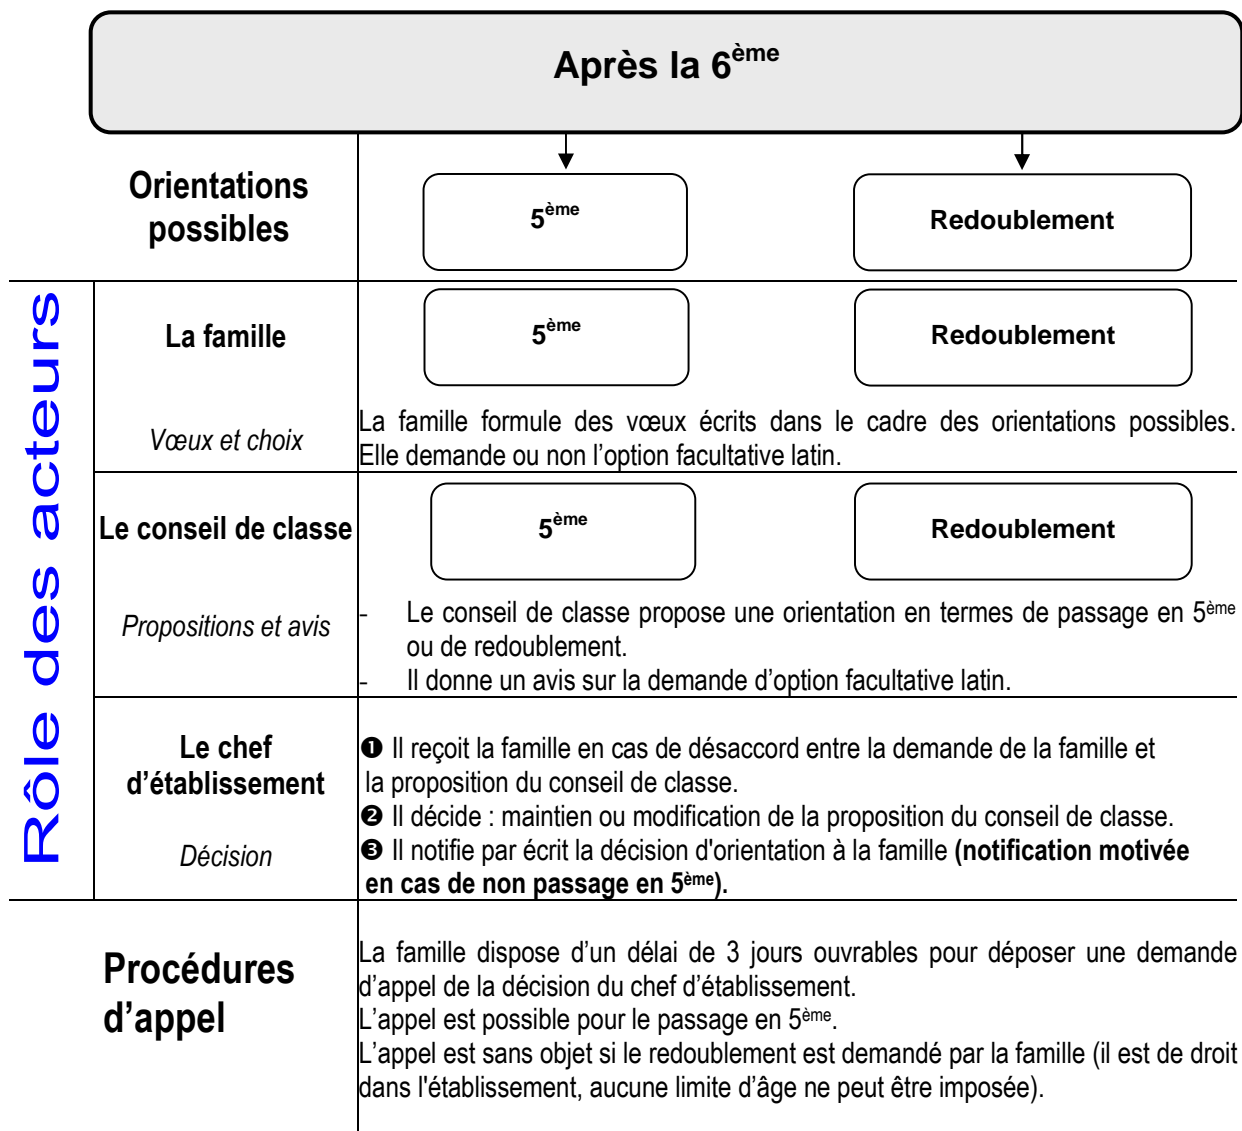 Après la 6ème
Orientations
possibles
5ème
Redoublement
Rôle des acteurs
La famille
5ème
Redoublement
Vœux et choix
La famille formule des vœux écrits dans le cadre des orientations possibles.
Elle demande ou non l’option facultative latin.
Le conseil de classe
5ème
Redoublement
Propositions et avis
- Le conseil de classe propose une orientation en termes de passage en 5ème
ou de redoublement.
- Il donne un avis sur la demande d’option facultative latin.
Le chef
d’établissement
Décision
❶ Il reçoit la famille en cas de désaccord entre la demande de la famille et
la proposition du conseil de classe.
❷ Il décide : maintien ou modification de la proposition du conseil de classe.
❸ Il notifie par écrit la décision d'orientation à la famille (notification motivée
en cas de non passage en 5ème).
Procédures
d’appel
La famille dispose d’un délai de 3 jours ouvrables pour déposer une demande
d’appel de la décision du chef d’établissement.
L’appel est possible pour le passage en 5ème.
L’appel est sans objet si le redoublement est demandé par la famille (il est de droit
dans l'établissement, aucune limite d’âge ne peut être imposée).